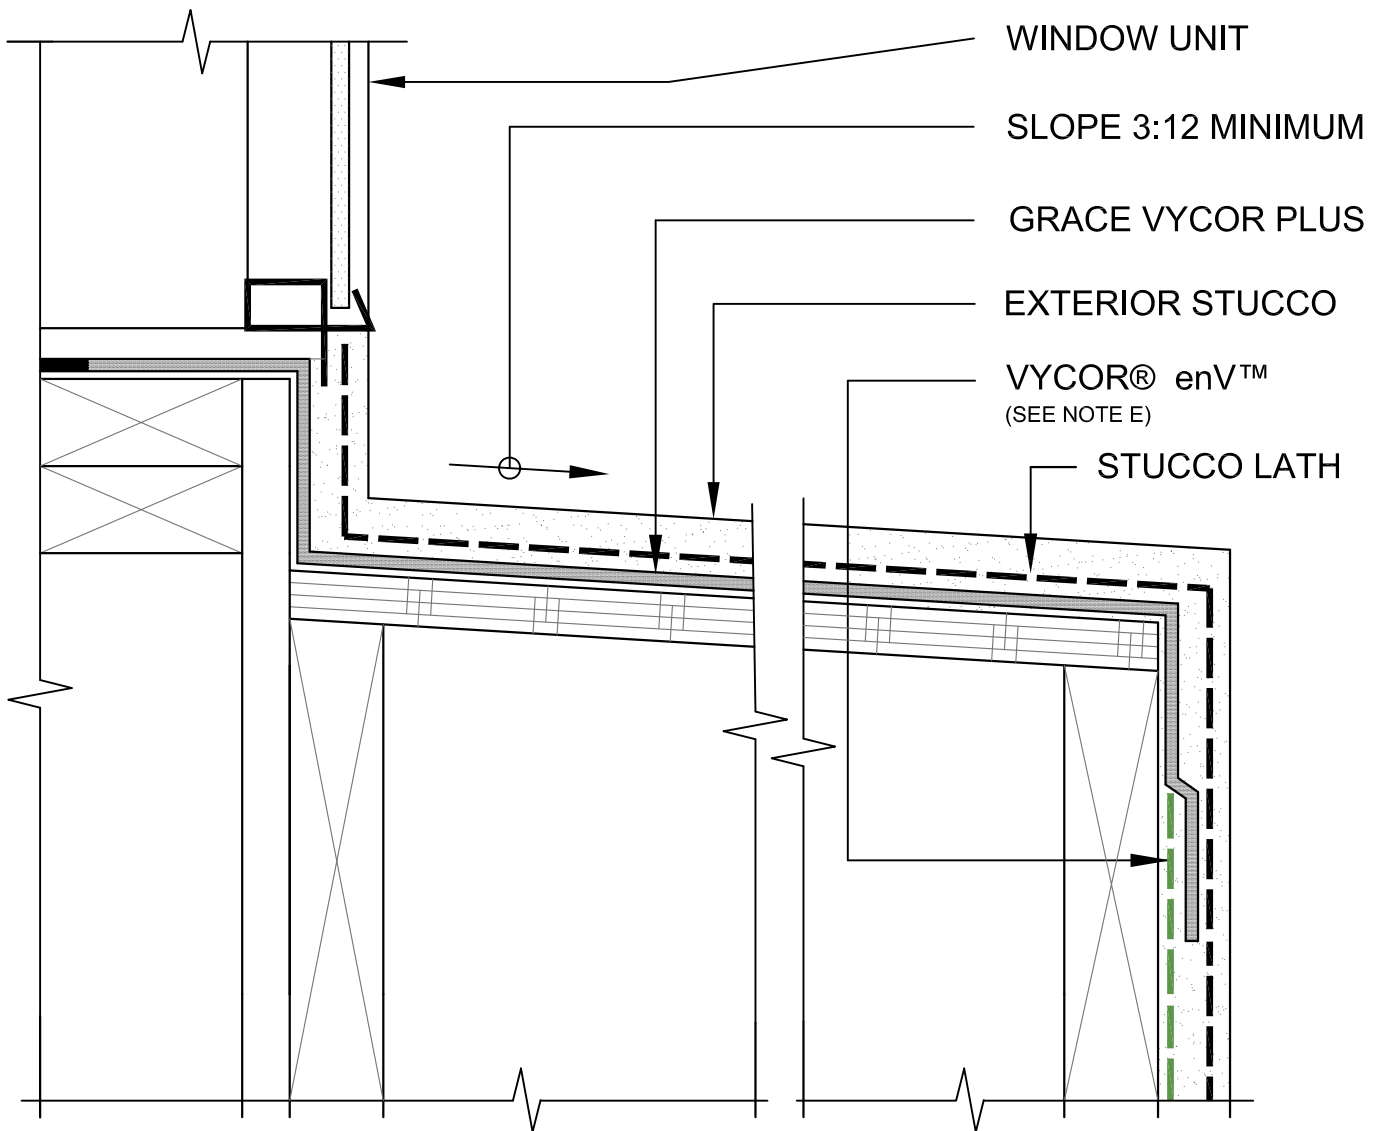 WINDOW UNIT
SLOPE 3:12 MINIMUM
GRACE VYCOR PLUS
EXTERIOR STUCCO
VYCOR® enV™
(SEE NOTE E)
STUCCO LATH